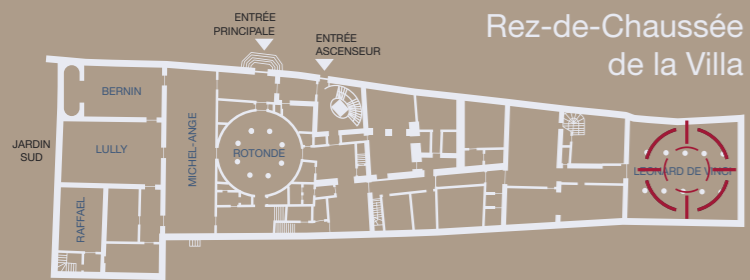 Rez-de-Chaussée
de la Villa
ENTRÉE
PRINCIPALE
ENTRÉE
ASCENSEUR
BERNIN
JARDIN
SUD
LULLY
MICHEL-ANGE
ROTONDE
RAFFAEL
LÉONARD DE VINCI